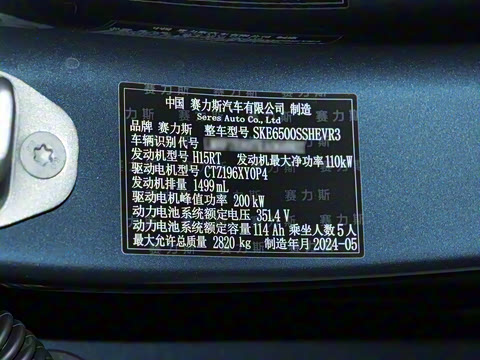 中国 赛力斯汽车有限公司 制造
Seres Auto Co., Ltd
品牌 赛力斯 整车型号 SKE6500SSHEVR3
车辆识别代号
发动机型号 H15RT 发动机最大净功率 110kW
驱动电机型号 CTZ196XY0P4
发动机排量 1499mL
驱动电机峰值功率 200 kW
动力电池系统额定电压 351.4 V
动力电池系统额定容量 114 Ah 乘坐人数 5 人
最大允许总质量 2820 kg 制造年月 2024-05